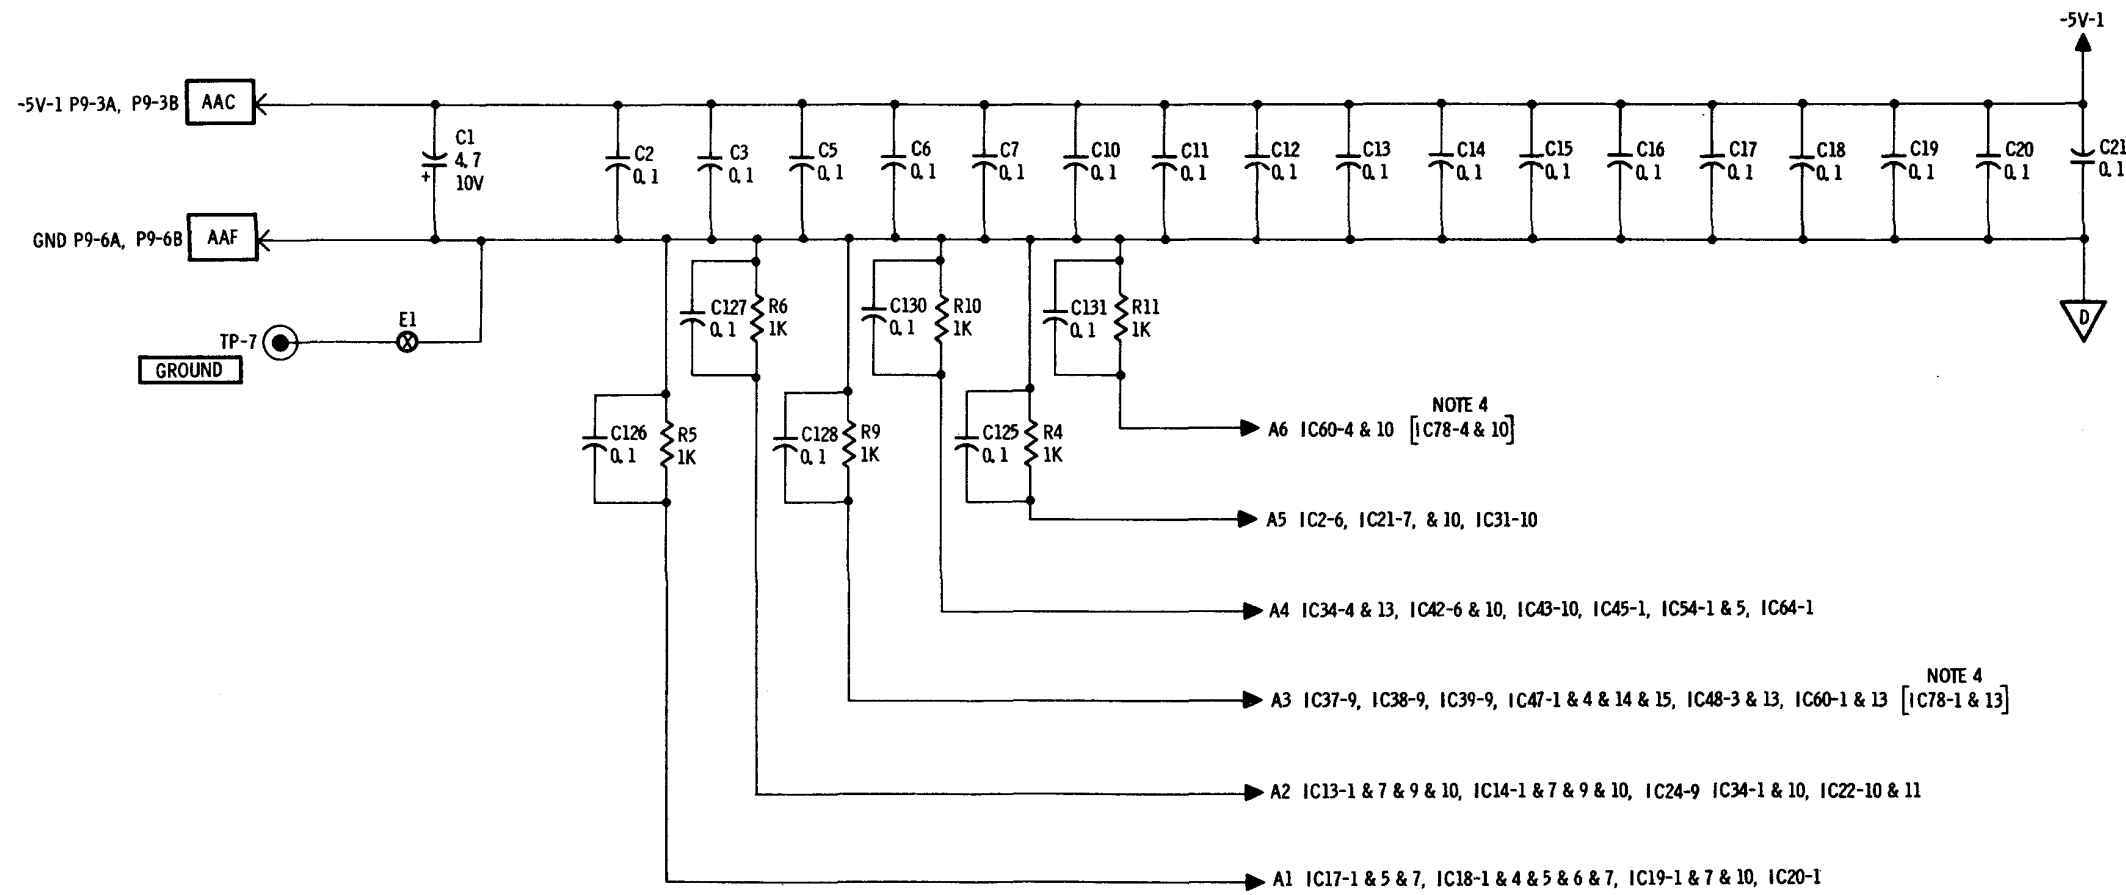 -5V-1
-5V-1 P9-3A, P9-3B AAC
C1
4.7
10V
C2
0.1
C3
0.1
C5
0.1
C6
0.1
C7
0.1
C10
0.1
C11
0.1
C12
0.1
C13
0.1
C14
0.1
C15
0.1
C16
0.1
C17
0.1
C18
0.1
C19
0.1
C20
0.1
C21
0.1
+
GND P9-6A, P9-6B AAF
TP-7
E1
GROUND
C127
0.1
R6
1K
C130
0.1
R10
1K
C131
0.1
R11
1K
D
C126
0.1
R5
1K
C128
0.1
R9
1K
C125
0.1
R4
1K
NOTE 4
A6 IC60-4 & 10 [IC78-4 & 10]
A5 IC2-6, IC21-7, & 10, IC31-10
A4 IC34-4 & 13, IC42-6 & 10, IC43-10, IC45-1, IC54-1 & 5, IC64-1
NOTE 4
A3 IC37-9, IC38-9, IC39-9, IC47-1 & 4 & 14 & 15, IC48-3 & 13, IC60-1 & 13 [IC78-1 & 13]
A2 IC13-1 & 7 & 9 & 10, IC14-1 & 7 & 9 & 10, IC24-9 IC34-1 & 10, IC22-10 & 11
A1 IC17-1 & 5 & 7, IC18-1 & 4 & 5 & 6 & 7, IC19-1 & 7 & 10, IC20-1